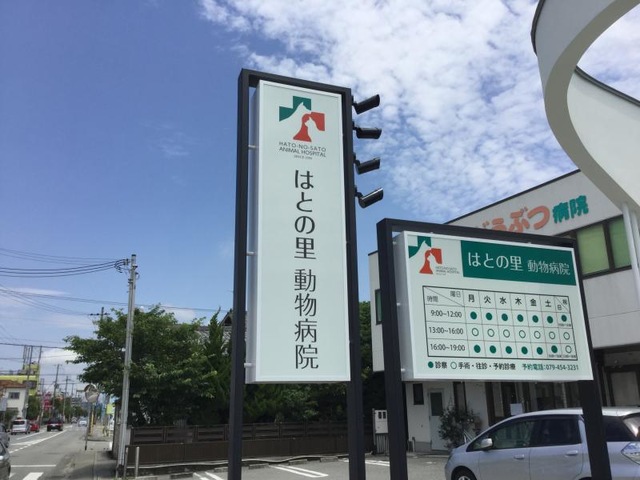 HATO-NO-SATO
ANIMAL HOSPITAL
はとの里 動物病院
どうぶつ病院
はとの里 動物病院
時間 曜日 月 火 水 木 金 土 日
9:00~12:00 ● ● ● ● ● ● ●
13:00~16:00 ○ ○ ○ ○ ○ ○
16:00~19:00 ● ● ● ● ● ●
●診療 ○手術・往診・予約診療 予約電話:079-454-3231